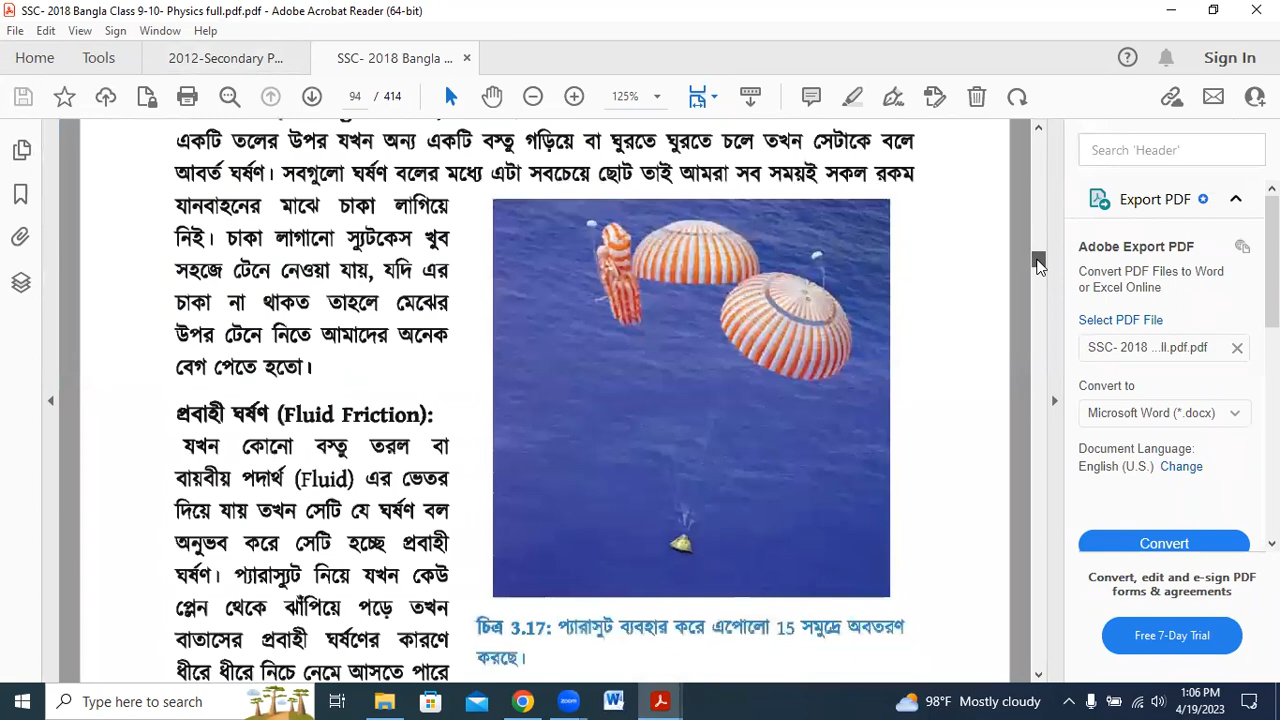 SSC- 2018 Bangla Class 9-10- Physics full.pdf.pdf - Adobe Acrobat Reader (64-bit)
File Edit View Sign Window Help
Home Tools 2012-Secondary P... SSC- 2018 Bangla ... × Sign In
94 / 414 125%
একটি তলের উপর যখন অন্য একটি বস্তু গড়িয়ে বা ঘুরতে ঘুরতে চলে তখন সেটাকে বলে
আবর্ত ঘর্ষণ। সবগুলো ঘর্ষণ বলের মধ্যে এটা সবচেয়ে ছোট তাই আমরা সব সময়ই সকল রকম
যানবাহনের মাঝে চাকা লাগিয়ে
নিই। চাকা লাগানো স্যুটকেস খুব
সহজে টেনে নেওয়া যায়, যদি এর
চাকা না থাকত তাহলে মেঝের
উপর টেনে নিতে আমাদের অনেক
বেগ পেতে হতো।
প্রবাহী ঘর্ষণ (Fluid Friction):
যখন কোনো বস্তু তরল বা
বায়বীয় পদার্থ (Fluid) এর ভেতর
দিয়ে যায় তখন সেটি যে ঘর্ষণ বল
অনুভব করে সেটি হচ্ছে প্রবাহী
ঘর্ষণ। প্যারাস্যুট নিয়ে যখন কেউ
প্লেন থেকে ঝাঁপিয়ে পড়ে তখন
বাতাসের প্রবাহী ঘর্ষণের কারণে
ধীরে ধীরে নিচে নেমে আসতে পারে
চিত্র 3.17: প্যারাসুট ব্যবহার করে এপোলো 15 সমুদ্রে অবতরণ
করছে।
Search 'Header'
Export PDF
Adobe Export PDF
Convert PDF Files to Word
or Excel Online
Select PDF File
SSC- 2018 ...ll.pdf.pdf
Convert to
Microsoft Word (*.docx)
Document Language:
English (U.S.) Change
Convert
Convert, edit and e-sign PDF
forms & agreements
Free 7-Day Trial
Type here to search
zoom
98°F Mostly cloudy
1:06 PM
4/19/2023